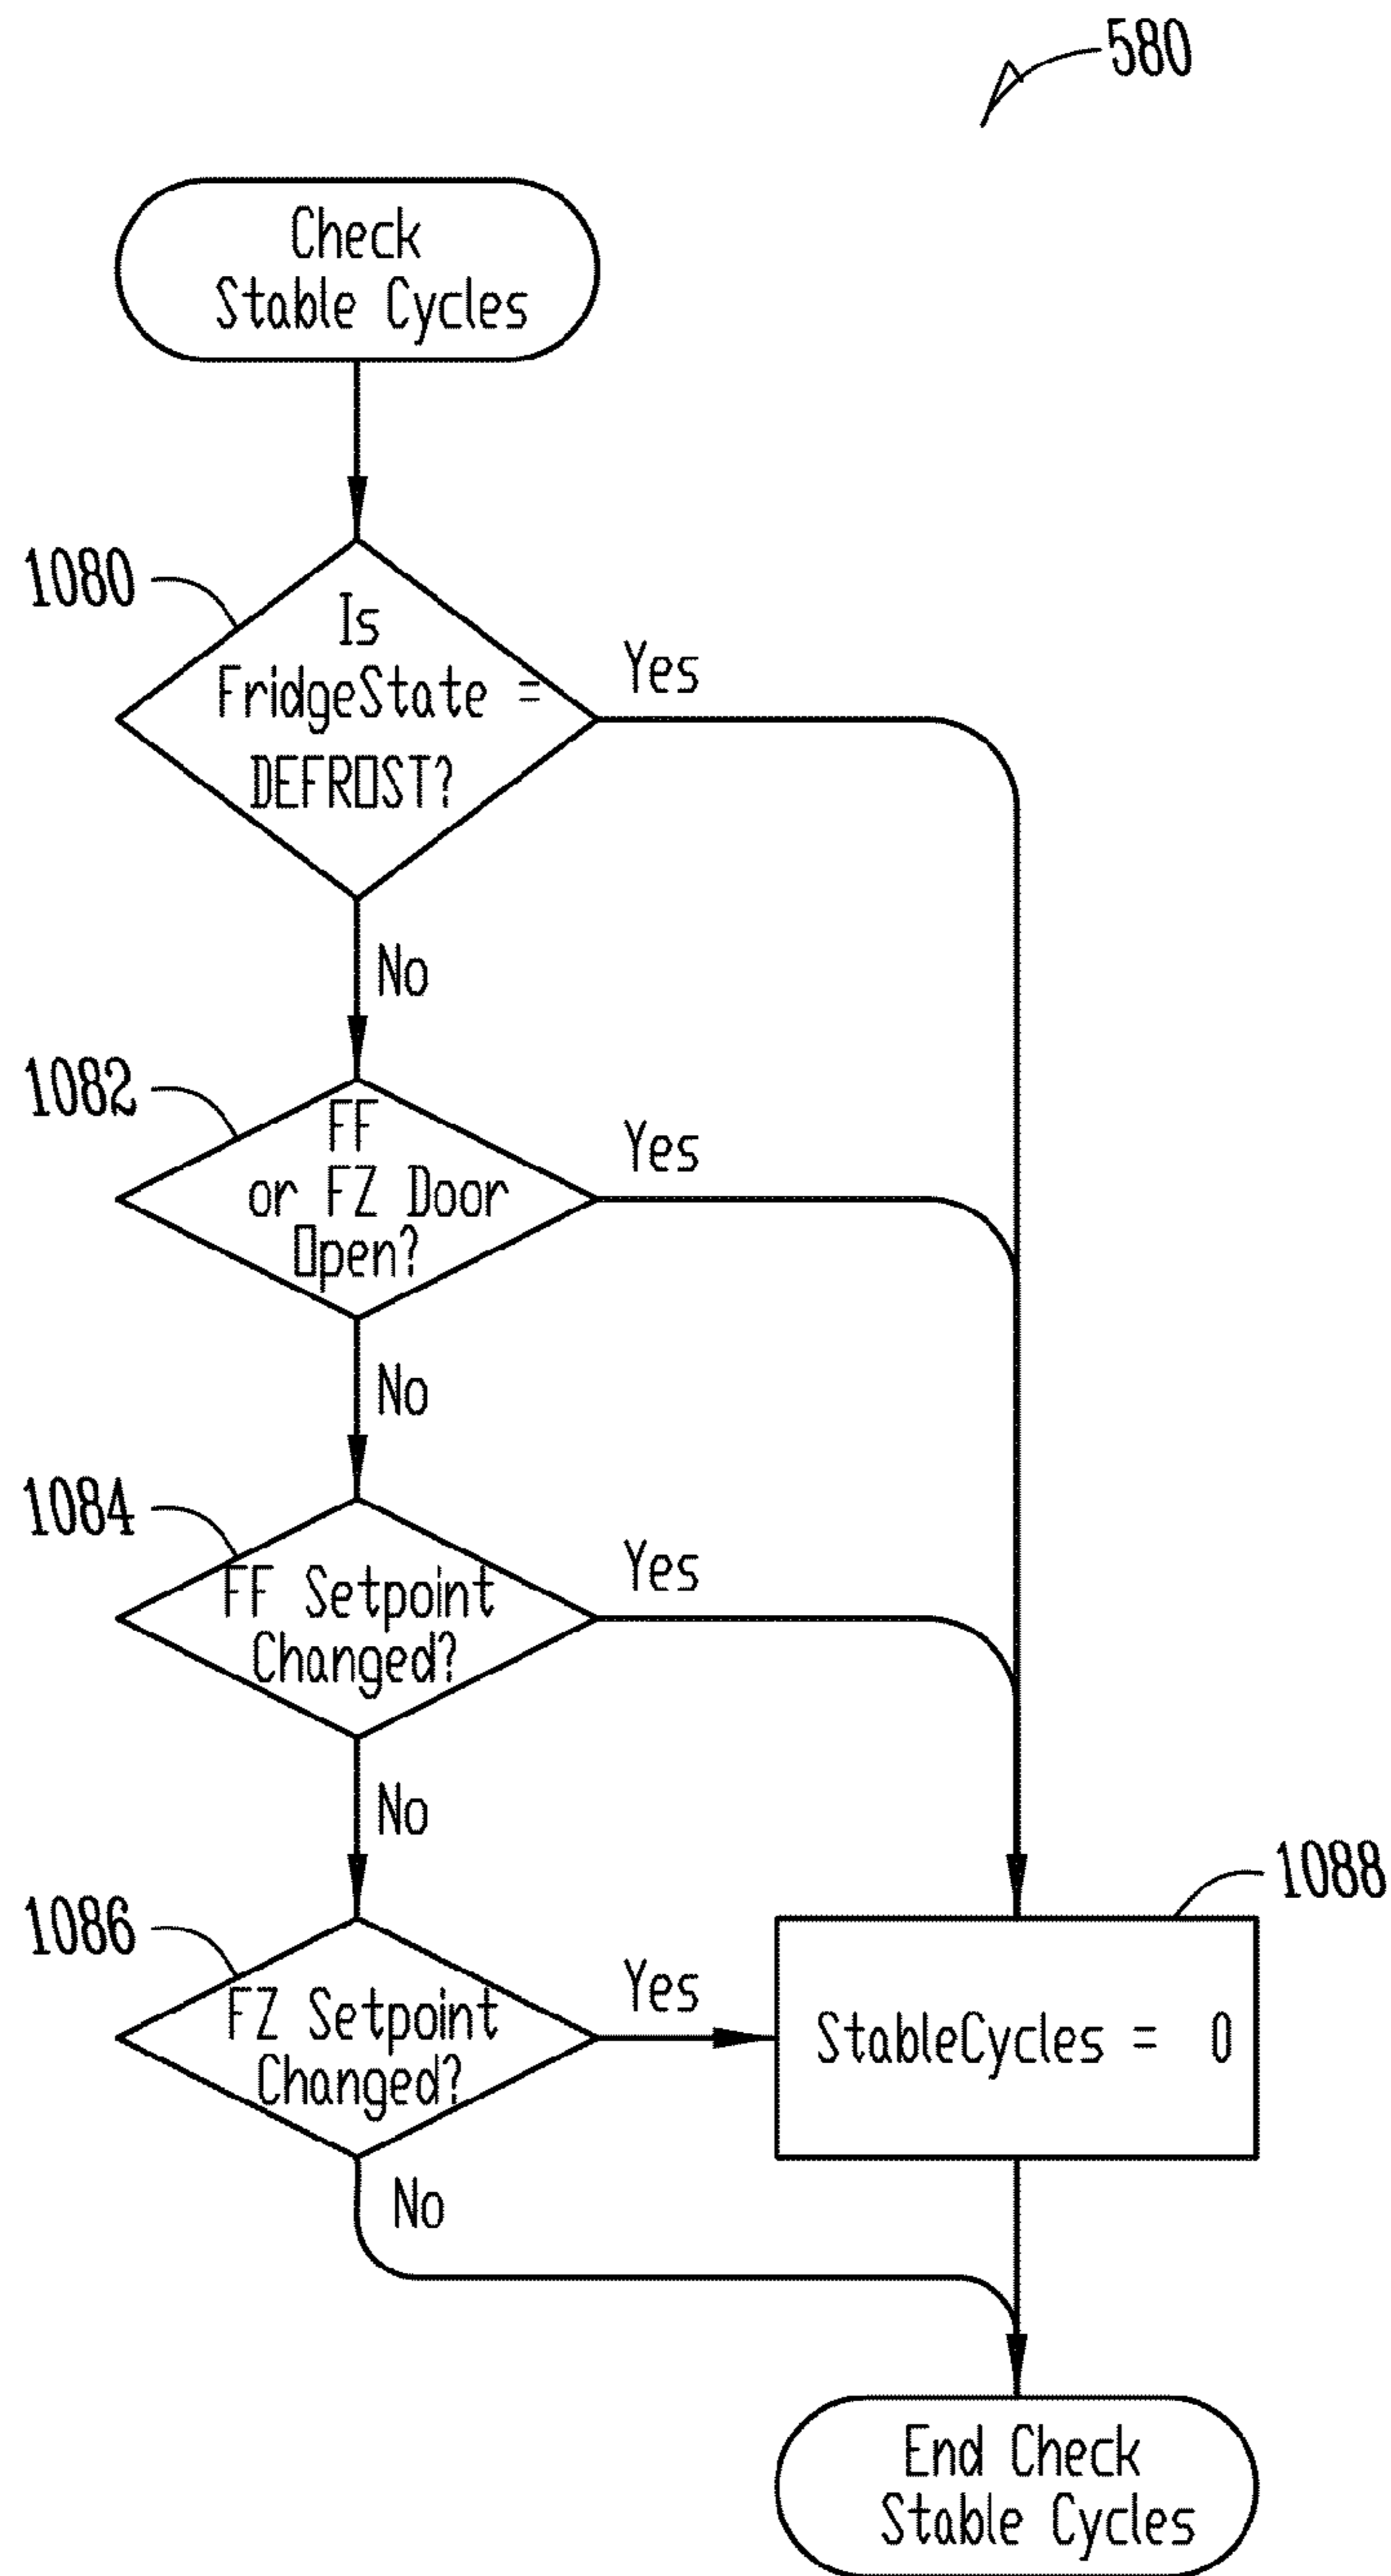 580
Check
Stable Cycles
1080
Is
FridgeState =
DEFROST?
Yes
No
1082
FF
or FZ Door
Open?
Yes
No
1084
FF Setpoint
Changed?
Yes
No
1086
FZ Setpoint
Changed?
Yes
No
1088
StableCycles = 0
End Check
Stable Cycles